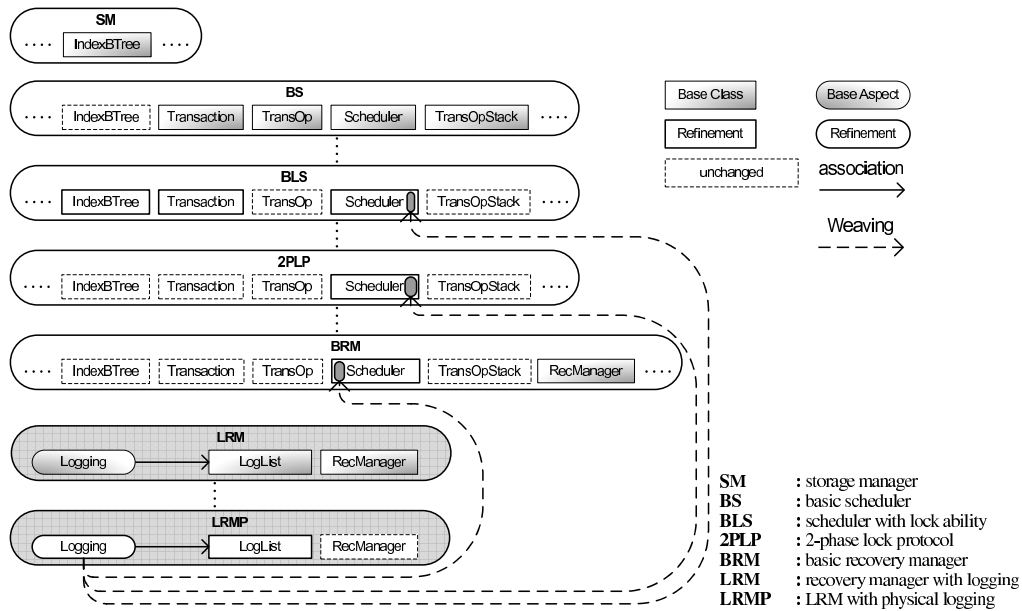 SM
.... IndexBTree ....
BS
.... IndexBTree Transaction TransOp Scheduler TransOpStack ....
BLS
.... IndexBTree Transaction TransOp Scheduler TransOpStack ....
2PLP
.... IndexBTree Transaction TransOp Scheduler TransOpStack ....
BRM
.... IndexBTree Transaction TransOp Scheduler TransOpStack RecManager ....
LRM
Logging LogList RecManager
LRMP
Logging LogList RecManager
Base Class Base Aspect
Refinement Refinement
unchanged association
Weaving
SM : storage manager
BS : basic scheduler
BLS : scheduler with lock ability
2PLP : 2-phase lock protocol
BRM : basic recovery manager
LRM : recovery manager with logging
LRMP : LRM with physical logging